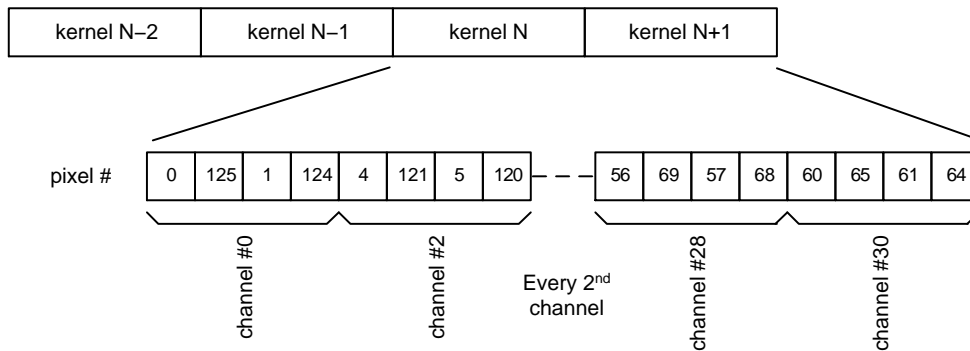 kernel N–2 kernel N–1 kernel N kernel N+1
pixel # 0 125 1 124 4 121 5 120 56 69 57 68 60 65 61 64
channel #0 channel #2 Every 2nd channel #28 channel #30
channel